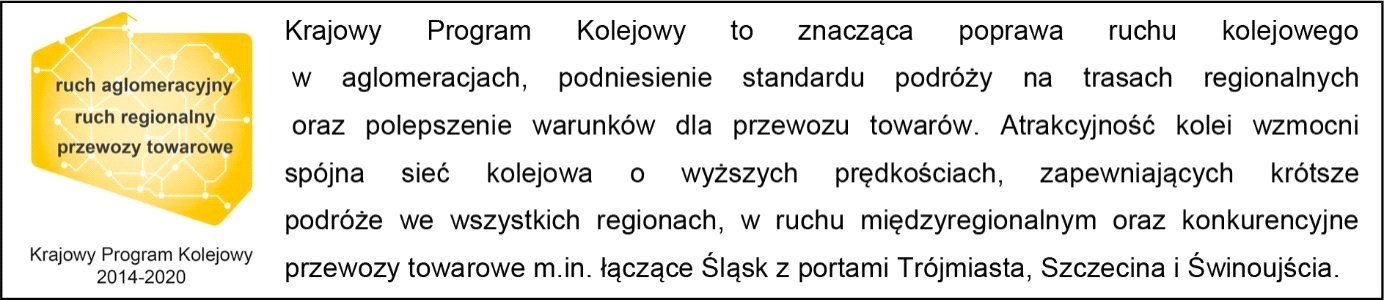 ruch aglomeracyjny
ruch regionalny
przewozy towarowe
Krajowy Program Kolejowy
2014-2020
Krajowy Program Kolejowy to znacząca poprawa ruchu kolejowego
w aglomeracjach, podniesienie standardu podróży na trasach regionalnych
oraz polepszenie warunków dla przewozu towarów. Atrakcyjność kolei wzmocni
spójna sieć kolejowa o wyższych prędkościach, zapewniających krótsze
podróże we wszystkich regionach, w ruchu międzyregionalnym oraz konkurencyjne
przewozy towarowe m.in. łączące Śląsk z portami Trójmiasta, Szczecina i Świnoujścia.